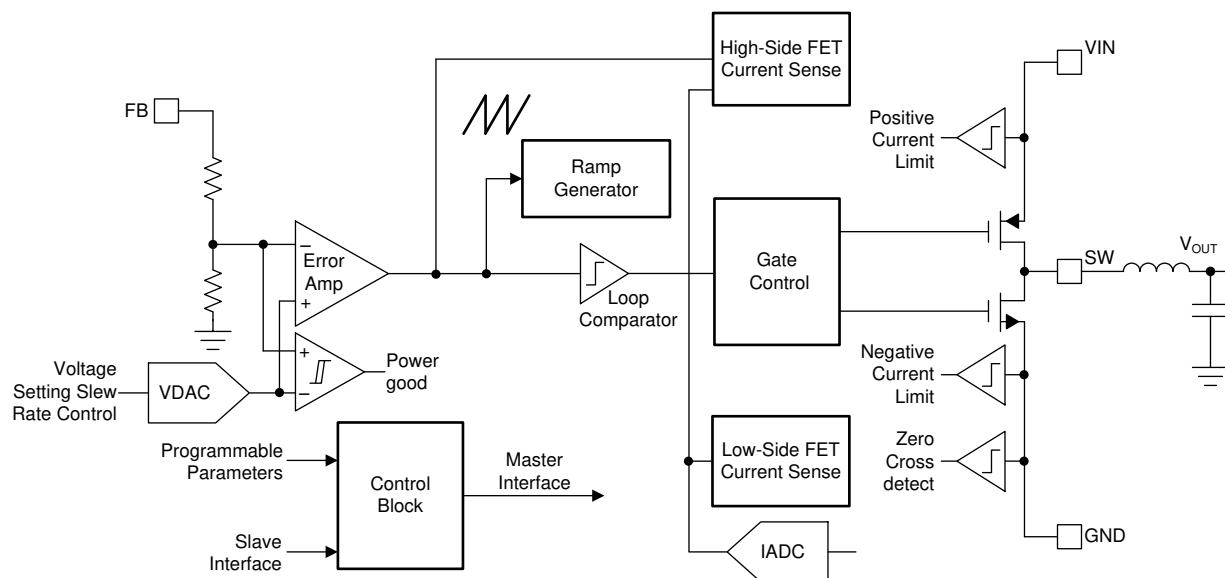 High-Side FET
Current Sense
VIN
FB
Positive
Current
Limit
Ramp
Generator
−
Error
Amp
+
Gate
Control
SW
VOUT
Loop
Comparator
Voltage
Setting Slew
Rate Control
VDAC
+
−
Power
good
Negative
Current
Limit
Programmable
Parameters
Control
Block
Master
Interface
Low-Side FET
Current Sense
Zero
Cross
detect
Slave
Interface
IADC
GND